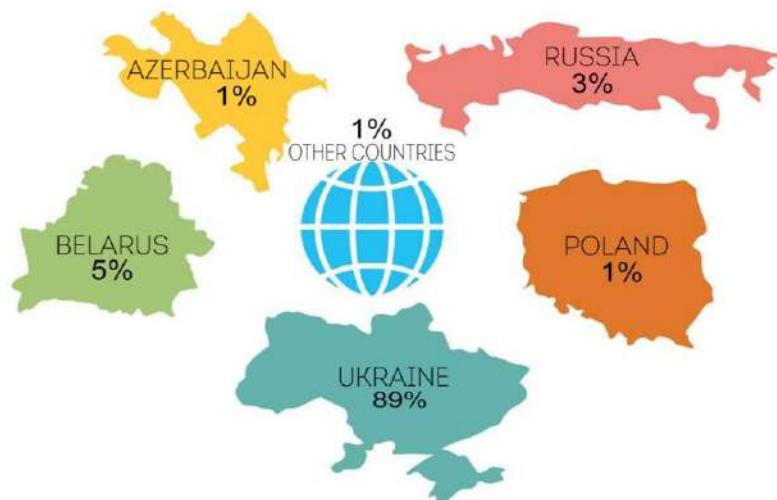 AZERBAIJAN
1%
RUSSIA
3%
1%
OTHER COUNTRIES
BELARUS
5%
POLAND
1%
UKRAINE
89%